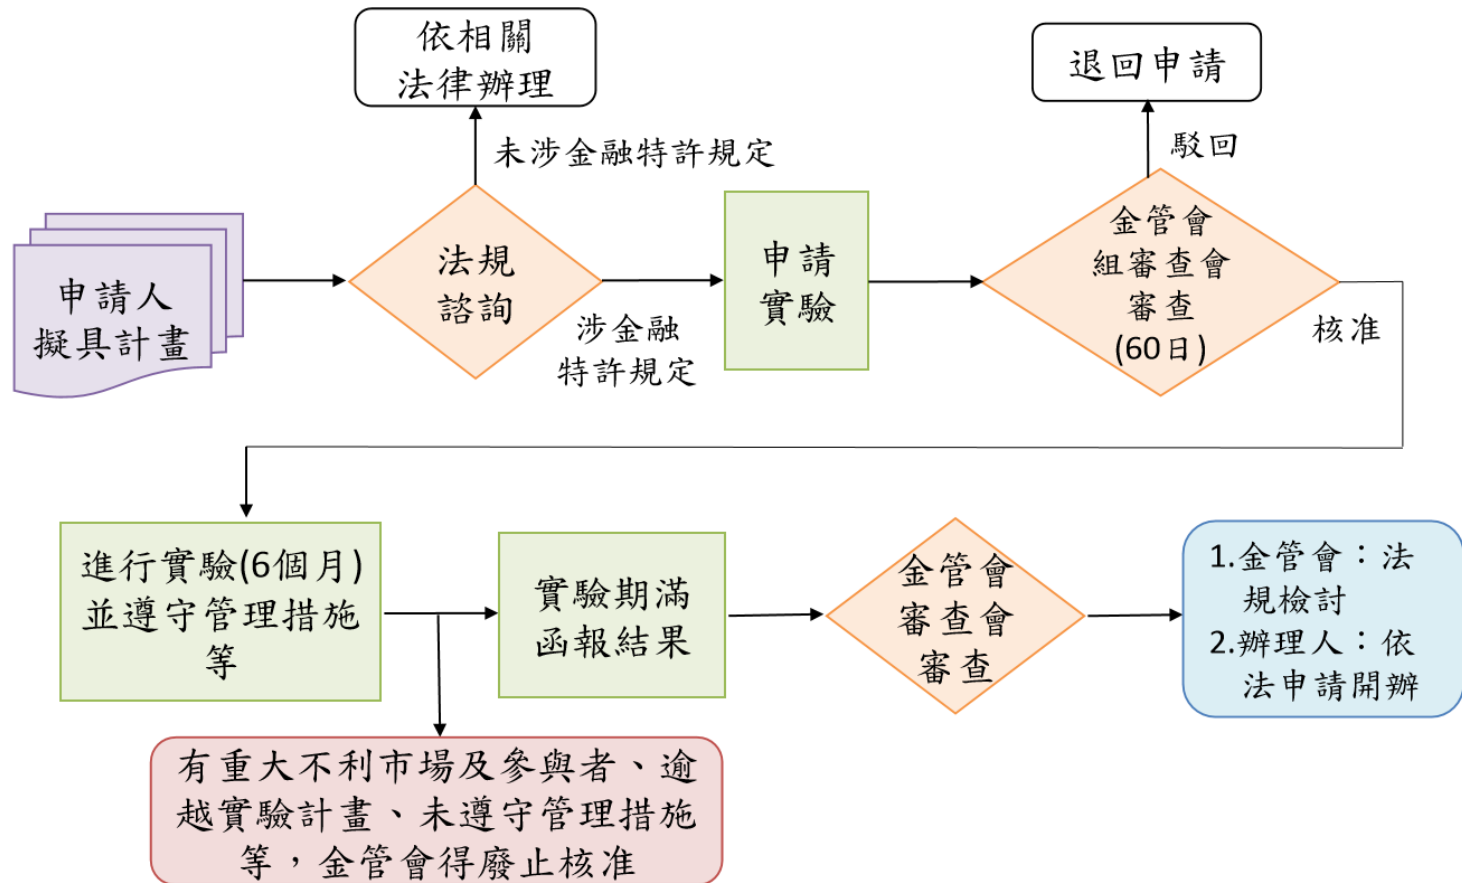 依相關
法律辦理
退回申請
未涉金融特許規定
駁回
申請人
擬具計畫
法規
諮詢
涉金融
特許規定
申請
實驗
金管會
組審查會
審查
(60日)
核准
進行實驗(6個月)
並遵守管理措施
等
實驗期滿
函報結果
金管會
審查會
審查
1.金管會：法
規檢討
2.辦理人：依
法申請開辦
有重大不利市場及參與者、逾
越實驗計畫、未遵守管理措施
等，金管會得廢止核准